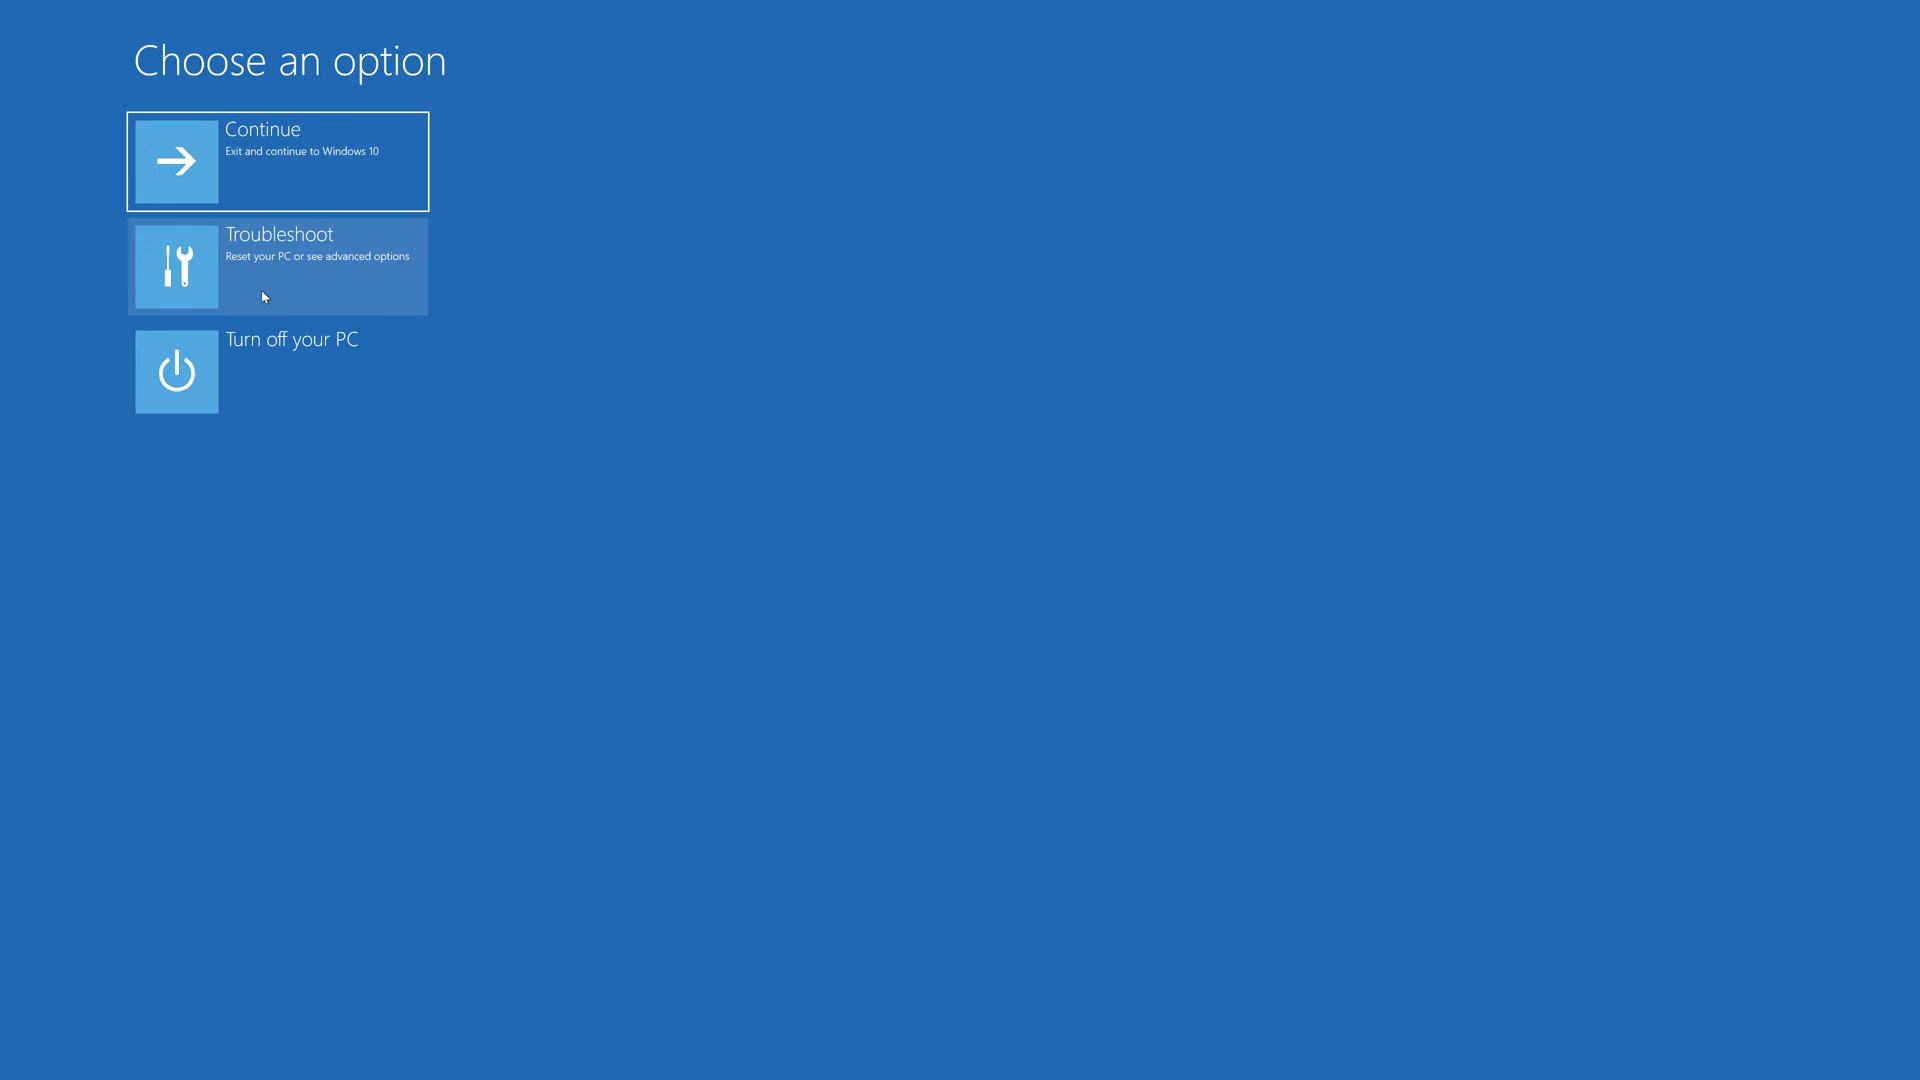 Choose an option
Continue
Exit and continue to Windows 10
Troubleshoot
Reset your PC or see advanced options
Turn off your PC